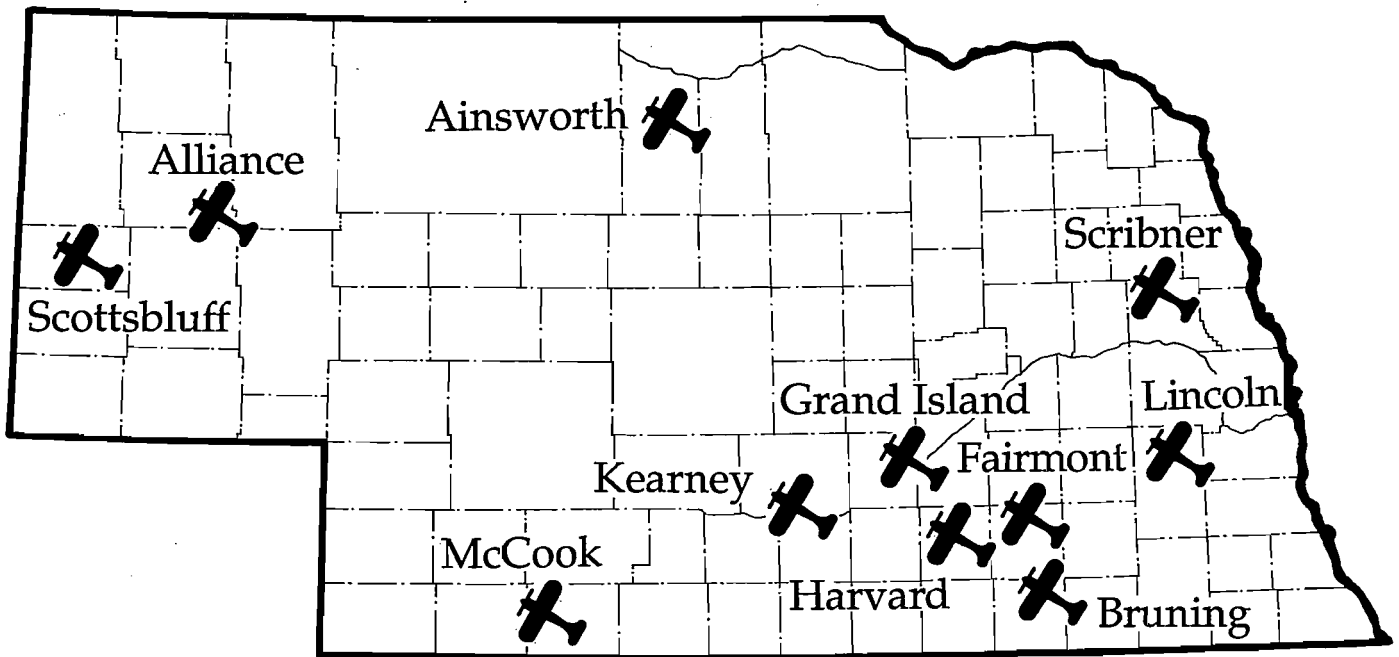 Ainsworth
Alliance
Scribner
Scottsbluff
Grand Island
Lincoln
Fairmont
Kearney
McCook
Harvard
Bruning